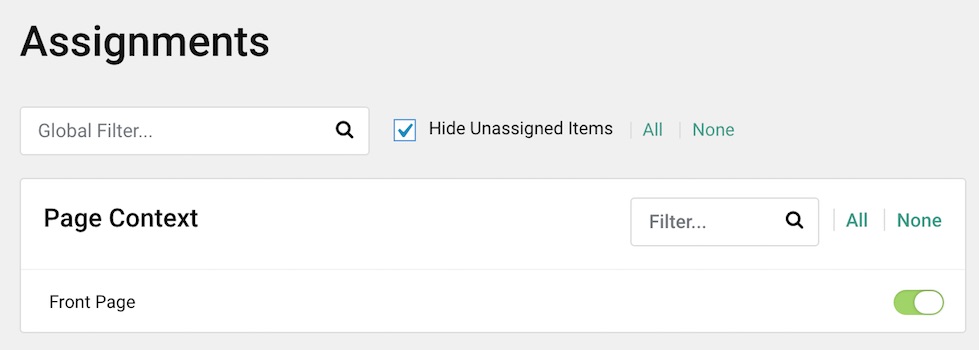 Assignments
Global Filter... Hide Unassigned Items All None
Page Context Filter... All None
Front Page